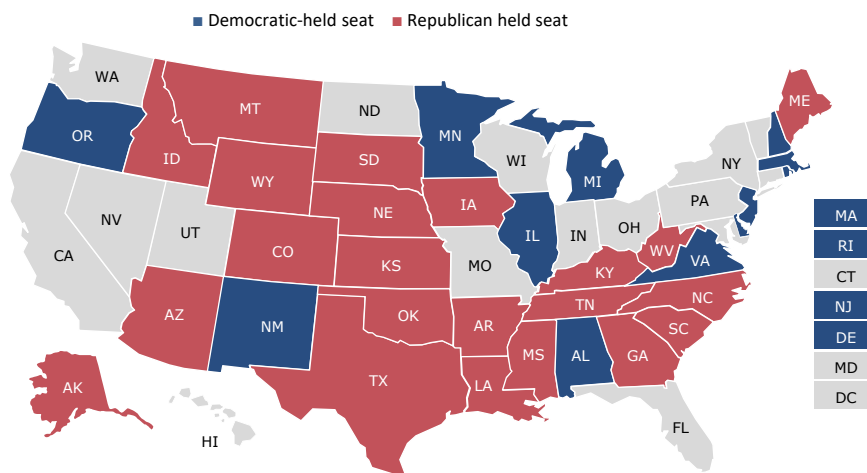 Democratic-held seat Republican held seat
WA
MT
ND
MN
ME
OR
ID
SD
WI
NY
WY
MI
IA
PA
NE
MA
NV
UT
IL
IN
OH
RI
CA
CO
KS
MO
WV
VA
CT
KY
NJ
AZ
NM
OK
AR
TN
NC
DE
SC
MS
AL
GA
MD
AK
TX
LA
DC
HI
FL